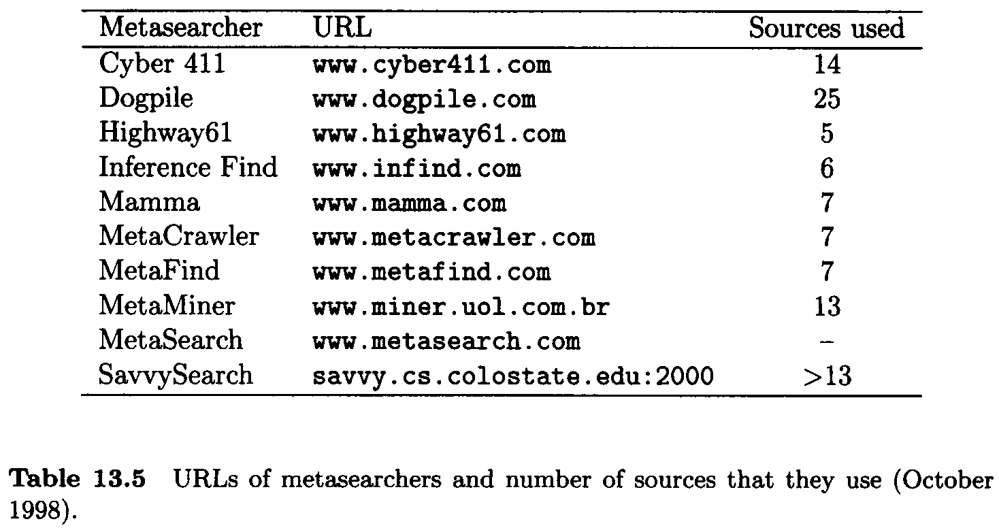 Metasearcher URL Sources used
Cyber 411 www.cyber411.com 14
Dogpile www.dogpile.com 25
Highway61 www.highway61.com 5
Inference Find www.infind.com 6
Mamma www.mamma.com 7
MetaCrawler www.metacrawler.com 7
MetaFind www.metafind.com 7
MetaMiner www.miner.uol.com.br 13
MetaSearch www.metasearch.com –
SavvySearch savvy.cs.colostate.edu:2000 >13
Table 13.5 URLs of metasearchers and number of sources that they use (October
1998).